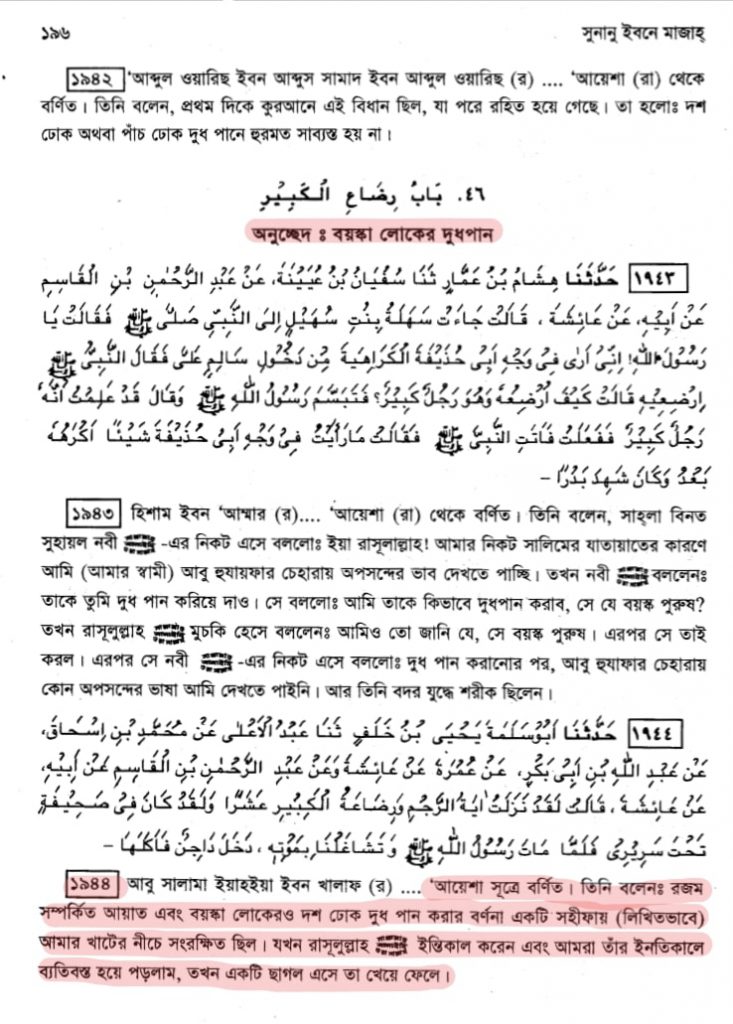 ১৯৬ সুনানু ইবনে মাজাহ্
১৯৪২ ‘আব্দুল ওয়ারিছ ইবন আব্দুস সামাদ ইবন আব্দুল ওয়ারিছ (র) .... ‘আয়েশা (রা) থেকে
বর্ণিত। তিনি বলেন, প্রথম দিকে কুরআনে এই বিধান ছিল, যা পরে রহিত হয়ে গেছে। তা হলোঃ দশ
ঢোক অথবা পাঁচ ঢোক দুধ পানে হুরমত সাব্যস্ত হয় না।
٤٦. بَابُ رِضَاعِ الْكَبِيْرِ
অনুচ্ছেদ ঃ বয়স্কা লোকের দুধপান
١٩٤٣ حَدَّثَنَا هِشَامُ بْنُ عَمَّارٍ ثَنَا سُفْيَانُ بْنُ عُيَيْنَةَ، عَنْ عَبْدِ الرَّحْمٰنِ بْنِ الْقَاسِمِ
عَنْ أَبِيْهِ، عَنْ عَائِشَةَ ، قَالَتْ جَاءَتْ سَهْلَةُ بِنْتِ سُهَيْلٍ إِلَى النَّبِيِّ صَلَّى ﷺ فَقَالَتْ يَا
رَسُوْلَ اللّٰهِ! إِنِّىْ أَرٰى فِىْ وَجْهِ أَبِىْ حُذَيْفَةَ الْكَرَاهِيَةَ مِنْ دُخُوْلِ سَالِمٍ عَلَىَّ فَقَالَ النَّبِىُّ ﷺ
اِرْضِعِيْهِ قَالَتْ كَيْفَ أُرْضِعُهُ وَهُوَ رَجُلٌ كَبِيْرٌ؟ فَتَبَسَّمَ رَسُوْلُ اللّٰهِ ﷺ وَقَالَ قَدْ عَلِمْتُ أَنَّهُ
رَجُلٌ كَبِيْرٌ فَفَعَلَتْ فَأَتَتِ النَّبِىَّ ﷺ فَقَالَتْ مَارَأَيْتُ فِىْ وَجْهِ أَبِىْ حُذَيْفَةَ شَيْئًا أَكْرَهُهُ
بَعْدُ وَكَانَ شَهِدَ بَدْرًا –
১৯৪৩ হিশাম ইবন ‘আম্মার (র).... ‘আয়েশা (রা) থেকে বর্ণিত। তিনি বলেন, সাহ্‌লা বিনত
সুহায়ল নবী ﷺ -এর নিকট এসে বললোঃ ইয়া রাসূলাল্লাহ! আমার নিকট সালিমের যাতায়াতের কারণে
আমি (আমার স্বামী) আবু হুযায়ফার চেহারায় অপসন্দের ভাব দেখতে পাচ্ছি। তখন নবী ﷺ বললেনঃ
তাকে তুমি দুধ পান করিয়ে দাও। সে বললোঃ আমি তাকে কিভাবে দুধপান করাব, সে যে বয়স্ক পুরুষ?
তখন রাসূলুল্লাহ ﷺ মুচকি হেসে বললেনঃ আমিও তো জানি যে, সে বয়স্ক পুরুষ। এরপর সে তাই
করল। এরপর সে নবী ﷺ -এর নিকট এসে বললোঃ দুধ পান করানোর পর, আবু হুযাফার চেহারায়
কোন অপসন্দের ভাষা আমি দেখতে পাইনি। আর তিনি বদর যুদ্ধে শরীক ছিলেন।
١٩٤٤ حَدَّثَنَا أَبُوْسَلَمَةَ يَحْيَى بْنُ خَلَفٍ ثَنَا عَبْدُ الْأَعْلٰى عَنْ مُحَمَّدِ بْنِ إِسْحَاقَ،
عَنْ عَبْدِ اللّٰهِ بْنِ أَبِىْ بَكْرٍ، عَنْ عُمْرَةَ عَنْ عَائِشَةَ وَعَنْ عَبْدِ الرَّحْمٰنِ بْنِ الْقَاسِمِ عَنْ أَبِيْهِ،
عَنْ عَائِشَةَ ، قَالَتْ لَقَدْ نَزَلَتْ اٰيَةُ الرَّجْمِ وَرِضَاعَةُ الْكَبِيْرِ عَشْرًا وَلَقَدْ كَانَ فِىْ صَحِيْفَةٍ
تَحْتَ سَرِيْرِىْ فَلَمَّا مَاتَ رَسُوْلُ اللّٰهِ ﷺ وَتَشَاغَلْنَا بِمَوْتِهِ، دَخَلَ دَاجِنٌ فَأَكَلَهَا –
১৯৪৪ আবু সালামা ইয়াহইয়া ইবন খালাফ (র) .... ‘আয়েশা সূত্রে বর্ণিত। তিনি বলেনঃ রজম
সম্পর্কিত আয়াত এবং বয়স্কা লোকেরও দশ ঢোক দুধ পান করার বর্ণনা একটি সহীফায় (লিখিতভাবে)
আমার খাটের নীচে সংরক্ষিত ছিল। যখন রাসূলুল্লাহ ﷺ ইন্তিকাল করেন এবং আমরা তাঁর ইনতিকালে
ব্যতিবস্ত হয়ে পড়লাম, তখন একটি ছাগল এসে তা খেয়ে ফেলে।